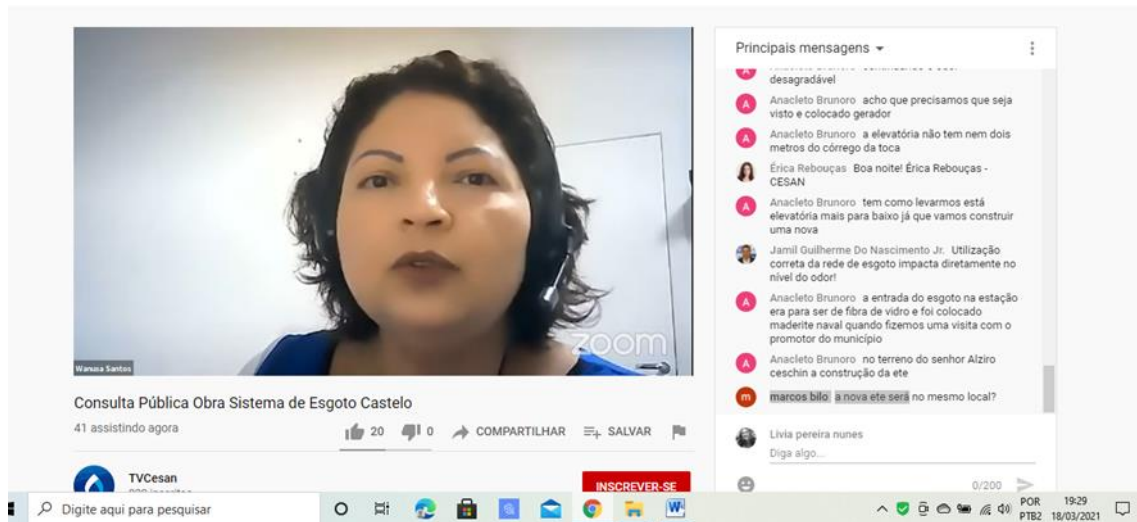 zoom
Wanusa Santos
Consulta Pública Obra Sistema de Esgoto Castelo
41 assistindo agora
20
0
COMPARTILHAR
SALVAR
TVCesan
INSCREVER-SE
Principais mensagens
desagradável
Anacleto Brunoro acho que precisamos que seja
visto e colocado gerador
Anacleto Brunoro a elevatória não tem nem dois
metros do córrego da toca
Érica Rebouças Boa noite! Érica Rebouças -
CESAN
Anacleto Brunoro tem como levarmos está
elevatória mais para baixo já que vamos construir
uma nova
Jamil Guilherme Do Nascimento Jr. Utilização
correta da rede de esgoto impacta diretamente no
nível do odor!
Anacleto Brunoro a entrada do esgoto na estação
era para ser de fibra de vidro e foi colocado
maderite naval quando fizemos uma visita com o
promotor do município
Anacleto Brunoro no terreno do senhor Alziro
ceschin a construção da ete
marcos bilo a nova ete será no mesmo local?
Livia pereira nunes
Diga algo...
0/200
Digite aqui para pesquisar
POR
PTB2
19:29
18/03/2021